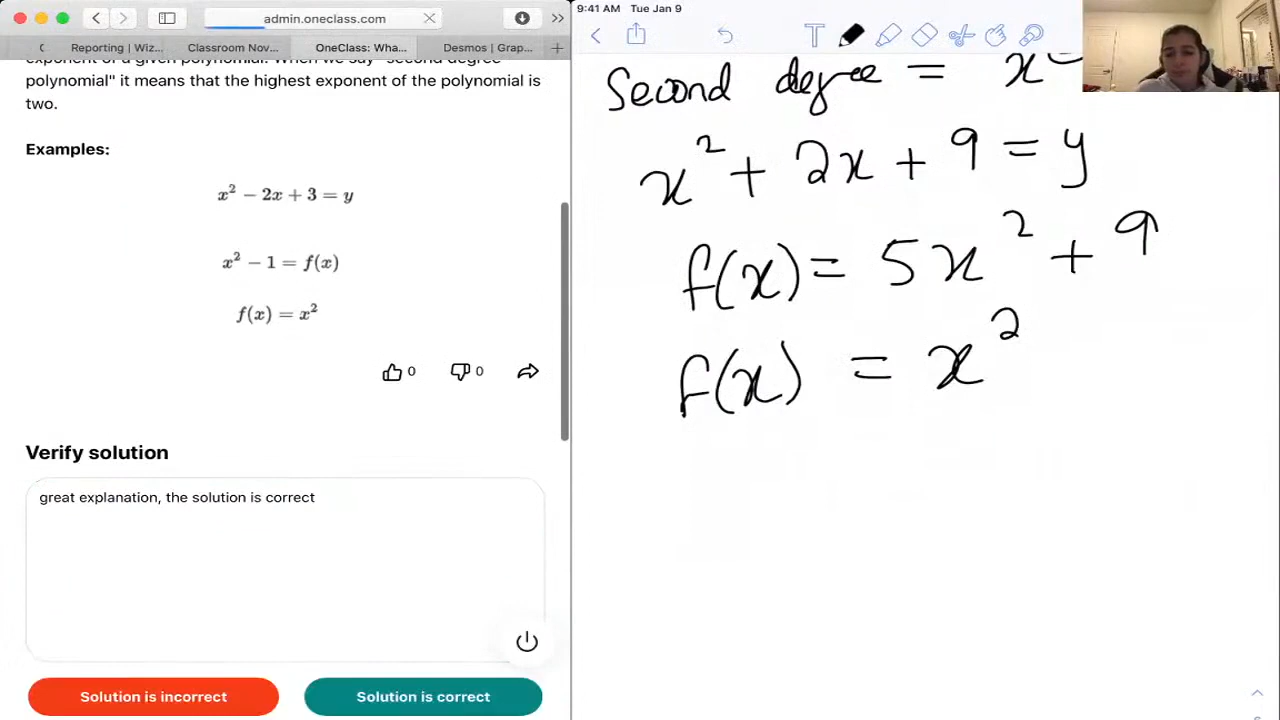 admin.oneclass.com
Reporting | Wiz...
Classroom Nov...
OneClass: Wha...
Desmos | Grap...
polynomial" it means that the highest exponent of the polynomial is
two.
Examples:
x² − 2x + 3 = y
x² − 1 = f(x)
f(x) = x²
0
0
Verify solution
great explanation, the solution is correct
Solution is incorrect
Solution is correct
9:41 AM Tue Jan 9
Second degree =
x² + 2x + 9 = y
f(x) = 5x² + 9
f(x) = x²